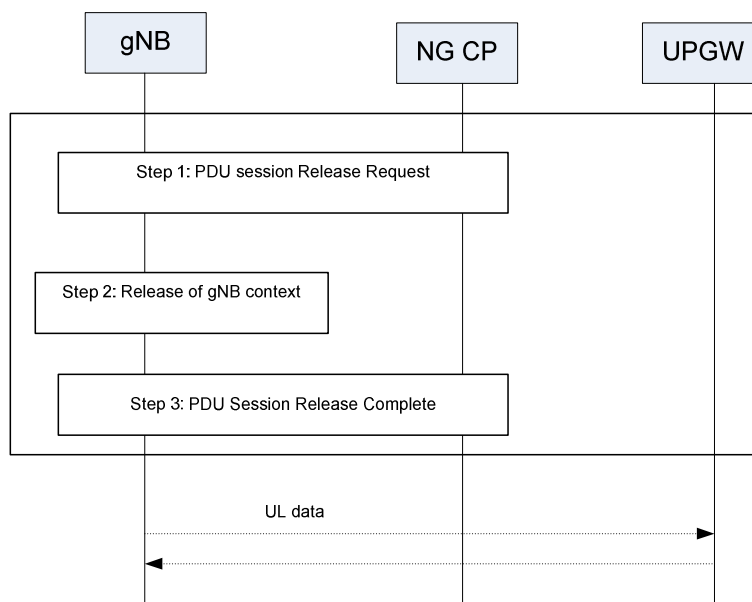 gNB
NG CP
UPGW
Step 1: PDU session Release Request
Step 2: Release of gNB context
Step 3: PDU Session Release Complete
UL data